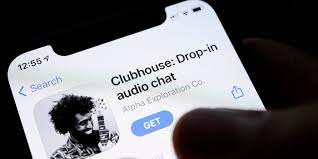 12:55
Search
Clubhouse: Drop-in
audio chat
Alpha Exploration Co.
GET